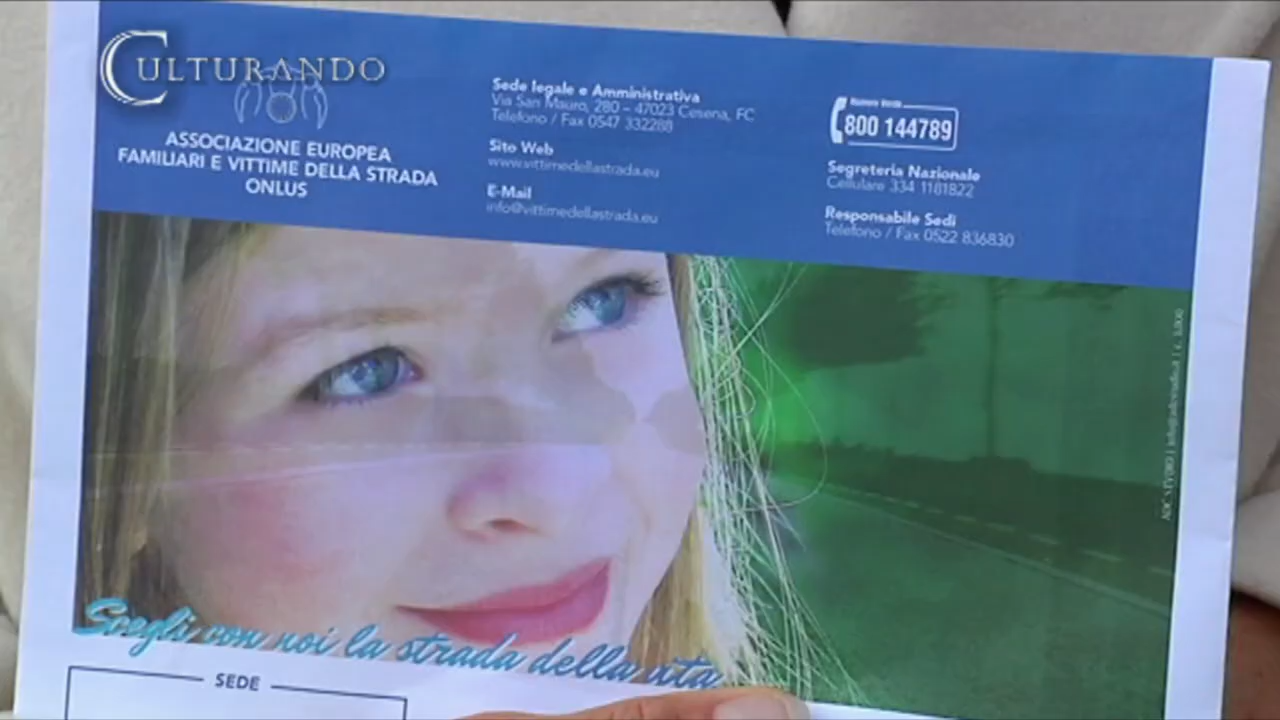 CULTURANDO
ASSOCIAZIONE EUROPEA
FAMILIARI E VITTIME DELLA STRADA
ONLUS
Sede legale e Amministrativa
Via San Mauro, 280 – 47023 Cesena, FC
Telefono / Fax 0547 332288
Sito Web
www.vittimedellastrada.eu
E-Mail
info@vittimedellastrada.eu
Numero Verde
800 144789
Segreteria Nazionale
Cellulare 334 1181822
Responsabile Sedi
Telefono / Fax 0522 836830
Scegli con noi la strada della vita
SEDE